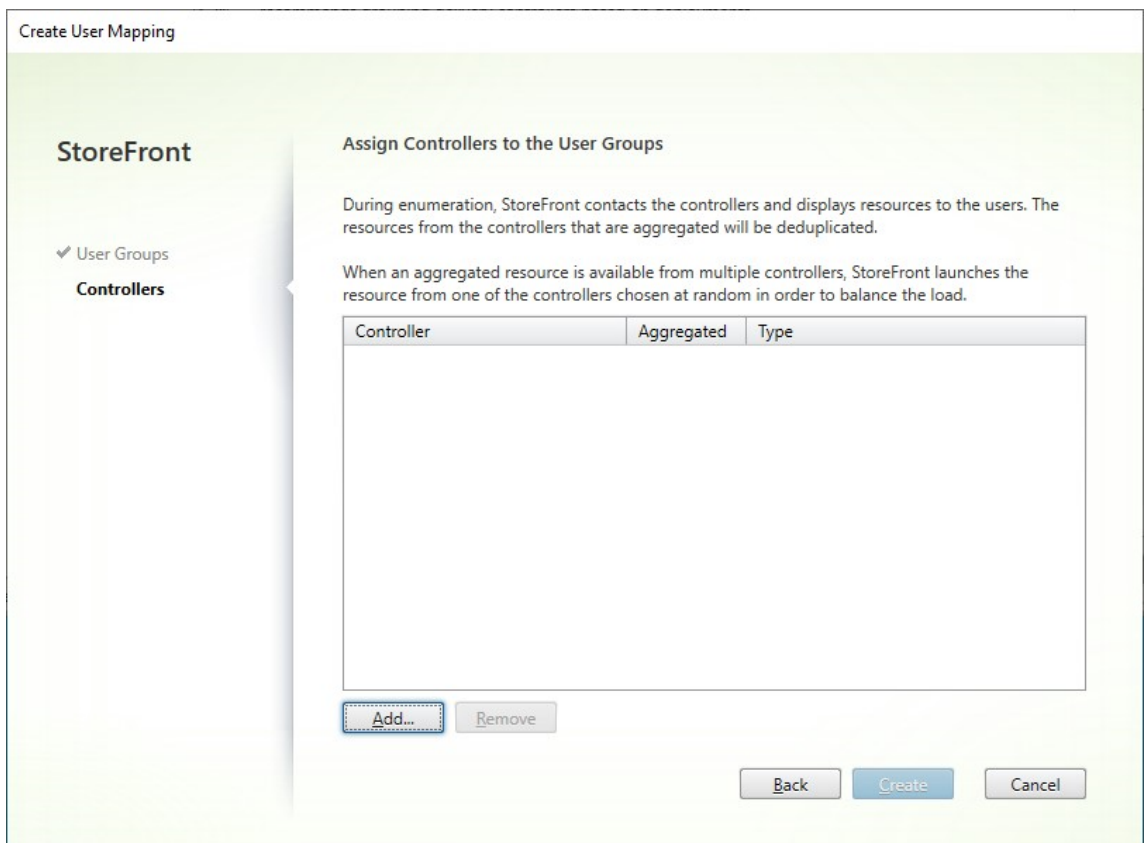 Create User Mapping
StoreFront
✔ User Groups
Controllers
Assign Controllers to the User Groups
During enumeration, StoreFront contacts the controllers and displays resources to the users. The
resources from the controllers that are aggregated will be deduplicated.
When an aggregated resource is available from multiple controllers, StoreFront launches the
resource from one of the controllers chosen at random in order to balance the load.
Controller Aggregated Type
Add... Remove
Back Create Cancel